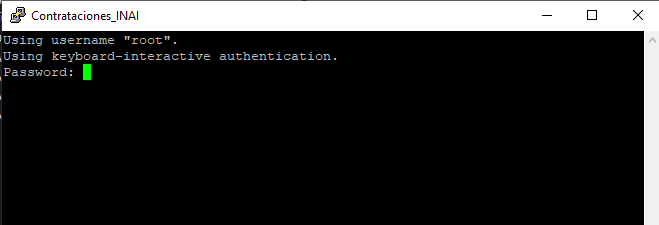 Contrataciones_INAI
Using username "root".
Using keyboard-interactive authentication.
Password: